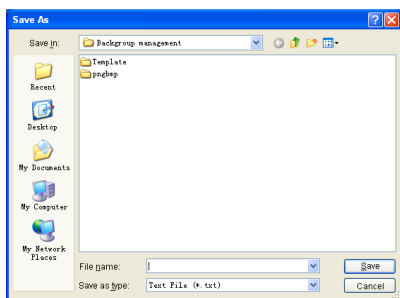 Save As
Save in:
Backgroup management
Template
pngbmp
Recent
Desktop
My Documents
My Computer
My Network
Places
File name:
Save
Save as type:
Text File (*.txt)
Cancel